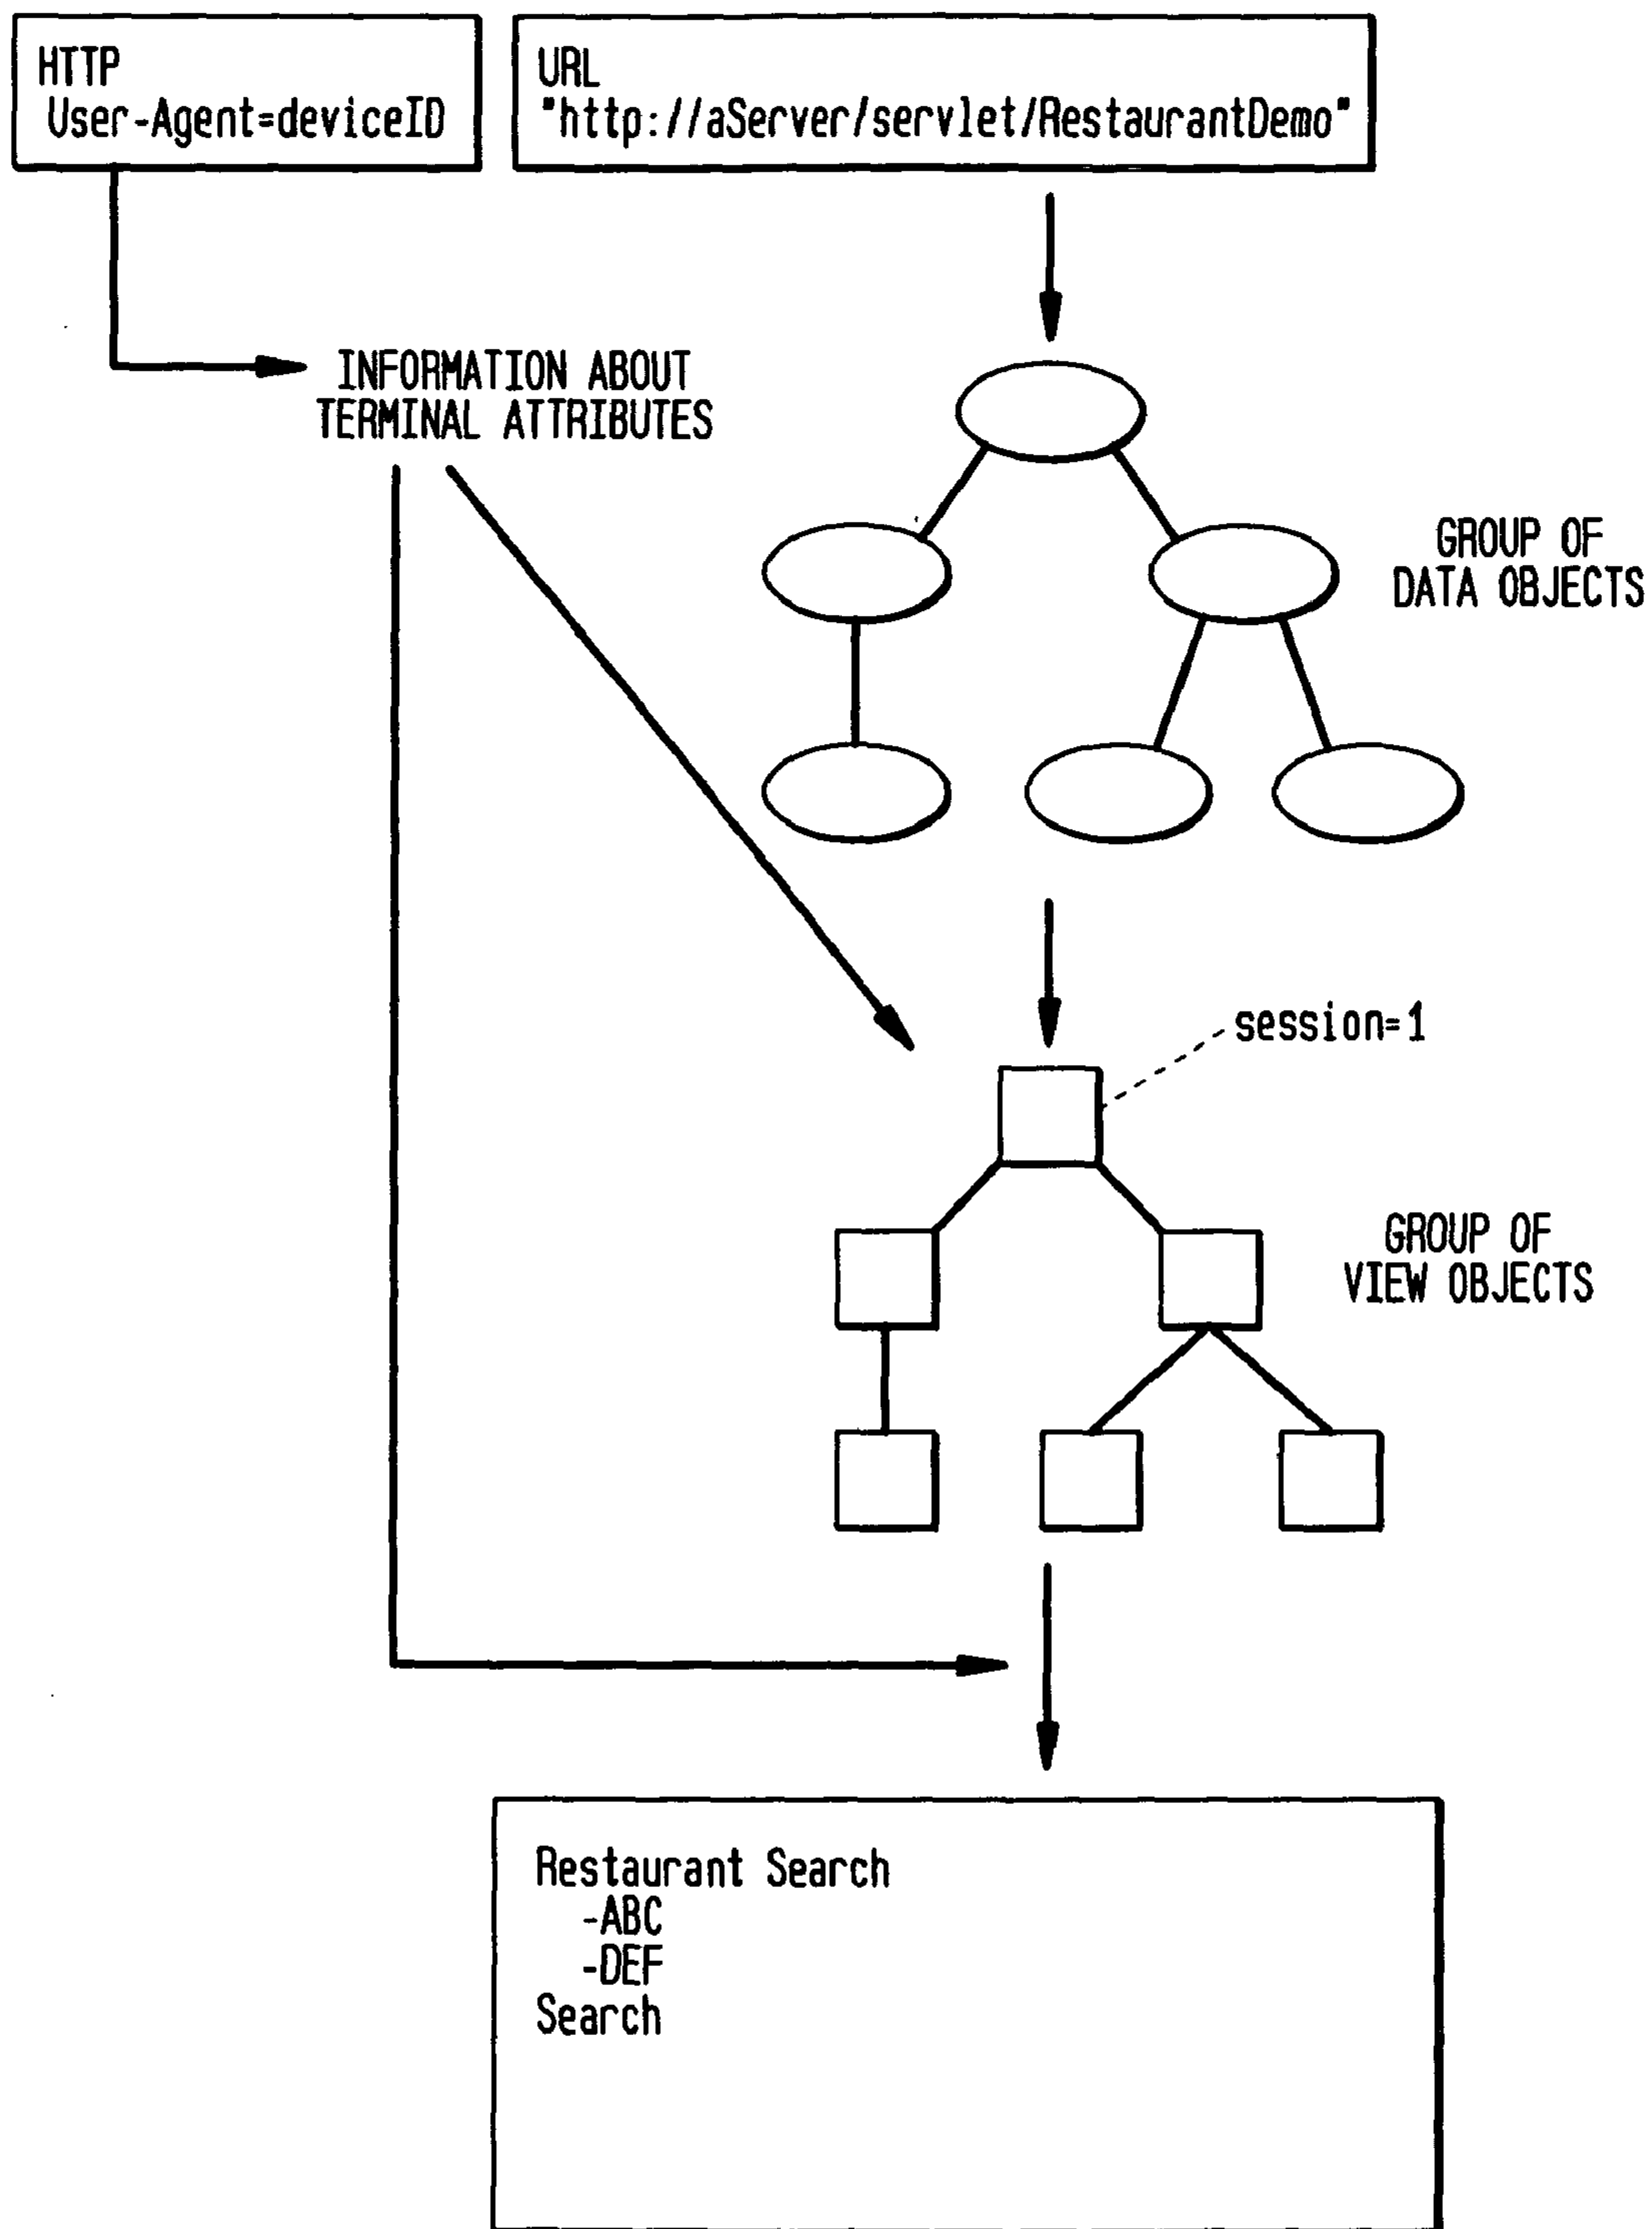 HTTP
User-Agent=deviceID
URL
"http://aServer/servlet/RestaurantDemo"
INFORMATION ABOUT
TERMINAL ATTRIBUTES
GROUP OF
DATA OBJECTS
session=1
GROUP OF
VIEW OBJECTS
Restaurant Search
-ABC
-DEF
Search